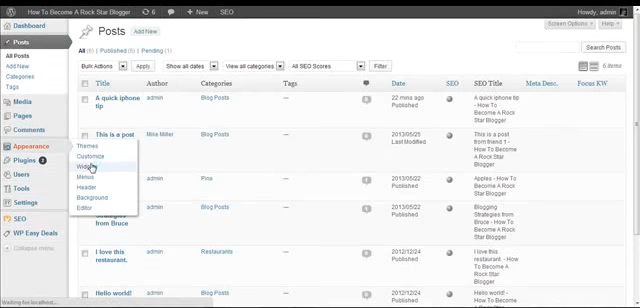 How To Become A Rock Star Blogger 6 + New SEO Howdy, admin
Dashboard
Posts
All Posts
Add New
Categories
Tags
Media
Pages
Comments
Appearance
Plugins 2
Users
Tools
Settings
SEO
WP Easy Deals
Collapse menu
Themes
Customize
Menus
Header
Background
Editor
Screen Options Help
Posts Add New
All (6) | Published (5) | Pending (1)
Search Posts
Bulk Actions Apply Show all dates View all categories All SEO Scores Filter 6 items
Title Author Categories Tags Date SEO SEO Title Meta Desc. Focus KW
A quick iphone tip admin Blog Posts — 0 22 mins ago Published A quick iphone tip - How To Become A Rock Star Blogger
This is a post Mike Miller — 2013/05/25 Last Modified This is a post from friend 1 - How To Become A Rock Star Blogger
admin Pins — 2013/05/22 Published Apples - How To Become A Rock Star Blogger
Strategies from Bruce admin Blog Posts — 2013/05/22 Published Blogging Strategies from Bruce - How To Become A Rock Star Blogger
I love this restaurant. admin Restaurants — 0 2012/12/24 Published I love this restaurant. - How To Become A Rock Star Blogger
Hello world! admin Blog Posts — 2012/12/24 Hello world! - How To
Waiting for localhost...